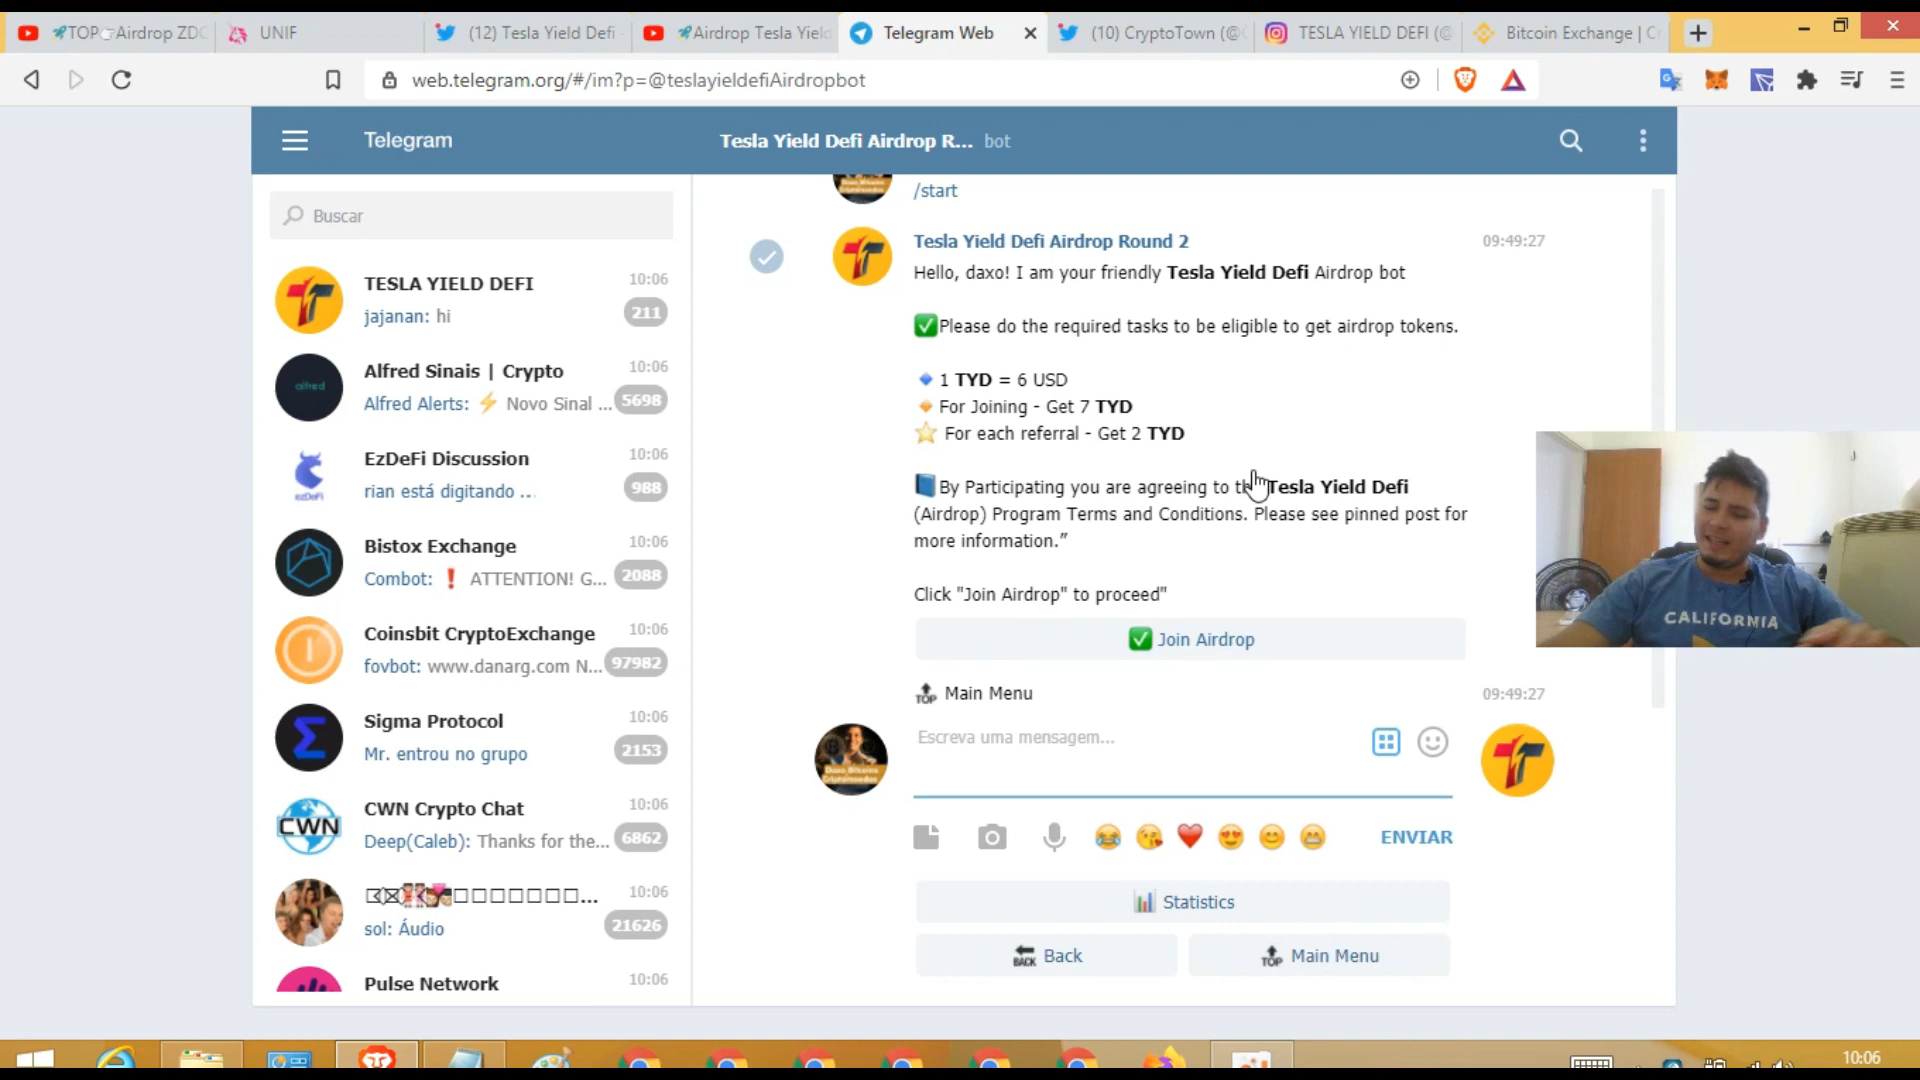 TOP Airdrop ZDC
UNIF
(12) Tesla Yield Defi
Airdrop Tesla Yield
Telegram Web
(10) CryptoTown (@
TESLA YIELD DEFI (@
Bitcoin Exchange | C
web.telegram.org/#/im?p=@teslayieldefiAirdropbot
Telegram
Tesla Yield Defi Airdrop R... bot
Buscar
TESLA YIELD DEFI 10:06
jajanan: hi 211
Alfred Sinais | Crypto 10:06
Alfred Alerts: ⚡ Novo Sinal ... 5698
EzDeFi Discussion 10:06
rian está digitando ... 988
Bistox Exchange 10:06
Combot: ❗ ATTENTION! G... 2088
Coinsbit CryptoExchange 10:06
fovbot: www.danarg.com N... 97982
Sigma Protocol 10:06
Mr. entrou no grupo 2153
CWN Crypto Chat 10:06
Deep(Caleb): Thanks for the... 6862
10:06
sol: Áudio 21626
Pulse Network 10:06
alfred
ezDeFi
CWN
/start
Tesla Yield Defi Airdrop Round 2 09:49:27
Hello, daxo! I am your friendly Tesla Yield Defi Airdrop bot
✅Please do the required tasks to be eligible to get airdrop tokens.
🔹 1 TYD = 6 USD
🔸 For Joining - Get 7 TYD
⭐ For each referral - Get 2 TYD
📘By Participating you are agreeing to Tesla Yield Defi
(Airdrop) Program Terms and Conditions. Please see pinned post for
more information.”
Click "Join Airdrop" to proceed"
✅ Join Airdrop
🔝 Main Menu 09:49:27
Escreva uma mensagem...
ENVIAR
📊 Statistics
🔙 Back
🔝 Main Menu
CALIFORNIA
10:06